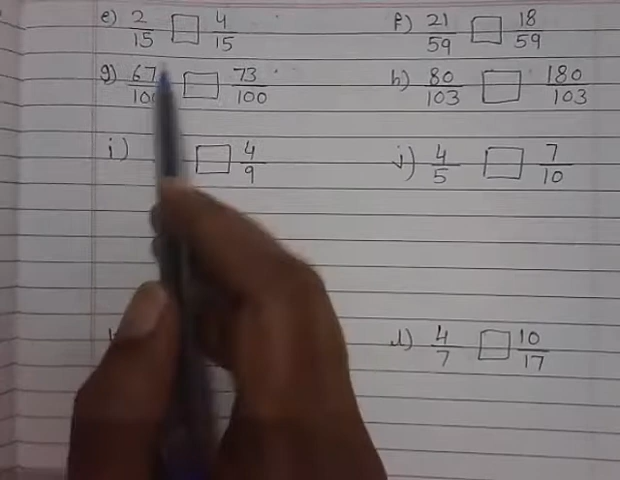 e) 2/15 □ 4/15 f) 21/59 □ 18/59
g) 67/100 □ 73/100 h) 80/103 □ 180/103
i) □ 4/9 j) 4/5 □ 7/10
l) 4/7 □ 10/17